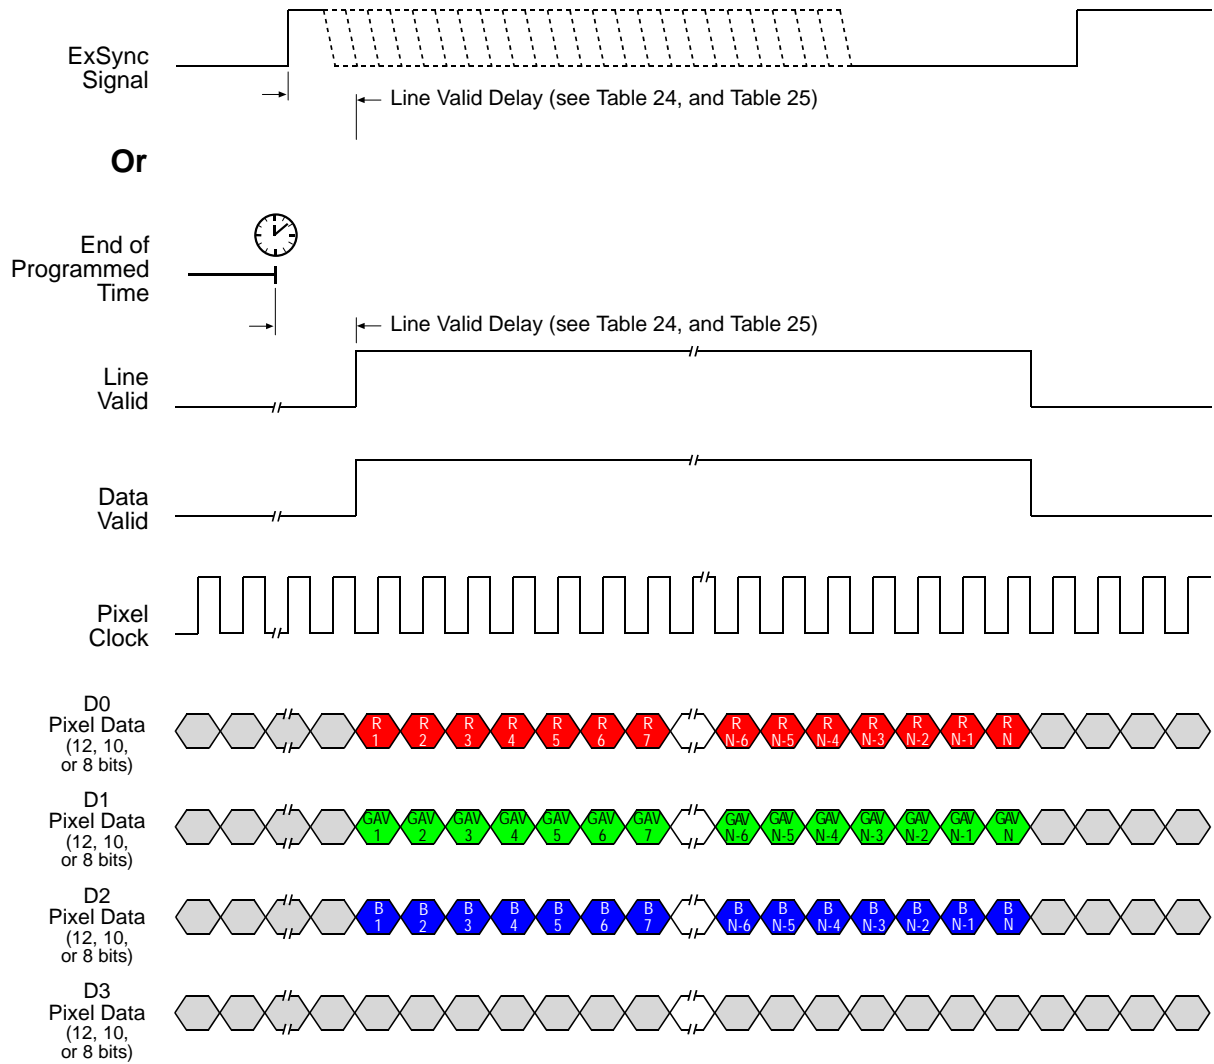 ExSync
Signal
Line Valid Delay (see Table 24, and Table 25)
Or
End of
Programmed
Time
Line Valid Delay (see Table 24, and Table 25)
Line
Valid
Data
Valid
Pixel
Clock
D0
Pixel Data
(12, 10,
or 8 bits)
R R R R R R R R R R R R R R
1 2 3 4 5 6 7 N-6 N-5 N-4 N-3 N-2 N-1 N
D1
Pixel Data
(12, 10,
or 8 bits)
GAV GAV GAV GAV GAV GAV GAV GAV GAV GAV GAV GAV GAV GAV
1 2 3 4 5 6 7 N-6 N-5 N-4 N-3 N-2 N-1 N
D2
Pixel Data
(12, 10,
or 8 bits)
B B B B B B B B B B B B B B
1 2 3 4 5 6 7 N-6 N-5 N-4 N-3 N-2 N-1 N
D3
Pixel Data
(12, 10,
or 8 bits)